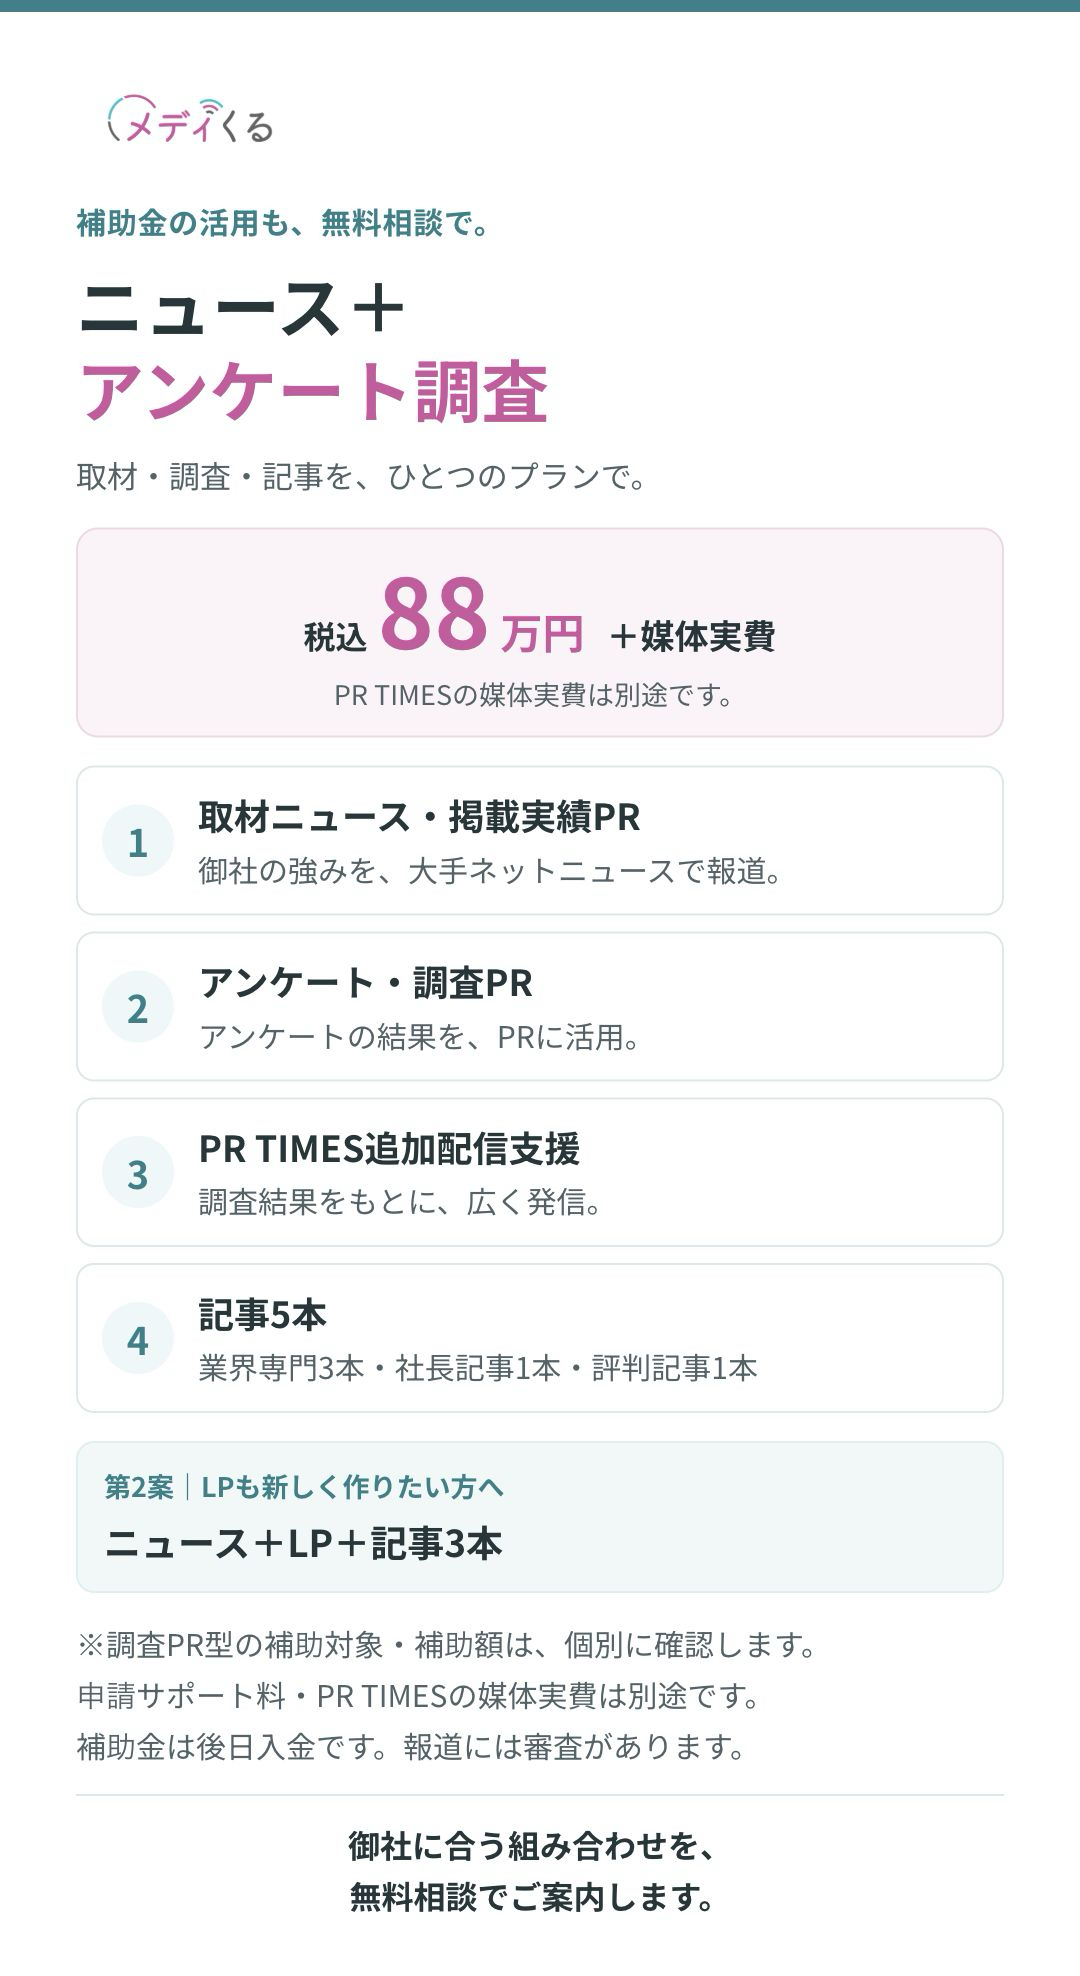 メディくる
補助金の活用も、無料相談で。
ニュース＋
アンケート調査
取材・調査・記事を、ひとつのプランで。
税込 88 万円 ＋媒体実費
PR TIMESの媒体実費は別途です。
1
取材ニュース・掲載実績PR
御社の強みを、大手ネットニュースで報道。
2
アンケート・調査PR
アンケートの結果を、PRに活用。
3
PR TIMES追加配信支援
調査結果をもとに、広く発信。
4
記事5本
業界専門3本・社長記事1本・評判記事1本
第2案｜LPも新しく作りたい方へ
ニュース＋LP＋記事3本
※調査PR型の補助対象・補助額は、個別に確認します。
申請サポート料・PR TIMESの媒体実費は別途です。
補助金は後日入金です。報道には審査があります。
御社に合う組み合わせを、
無料相談でご案内します。